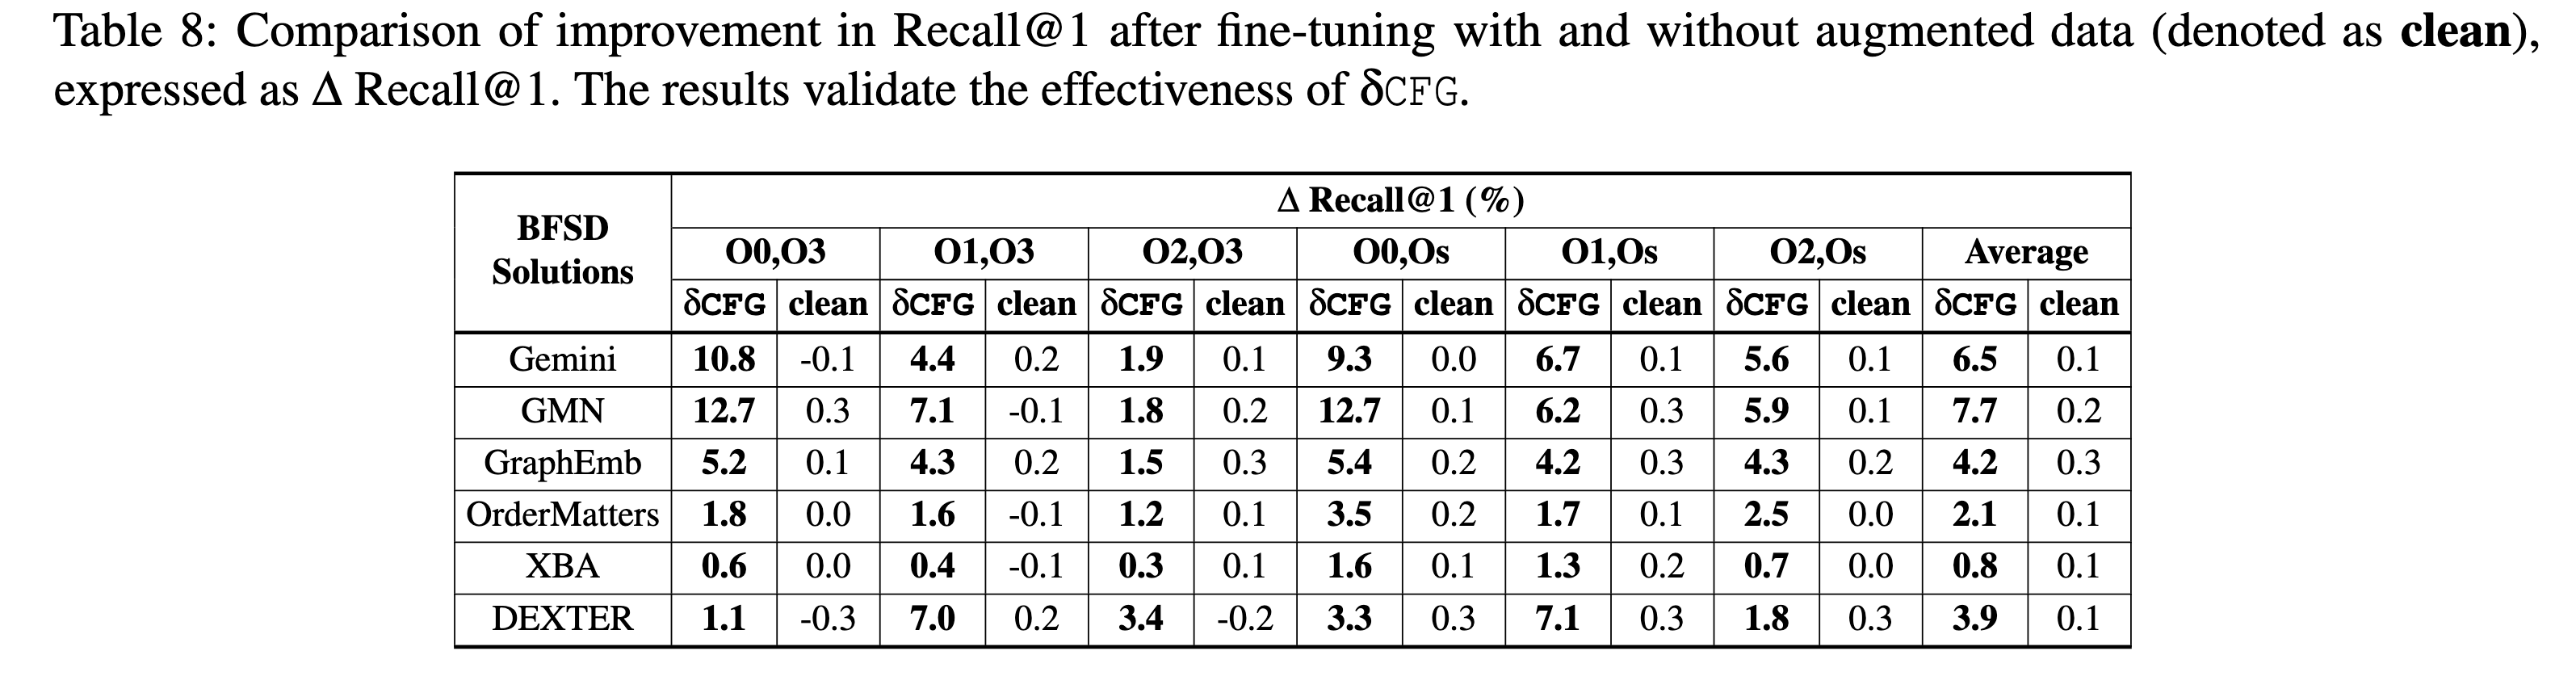 Table 8: Comparison of improvement in Recall@1 after fine-tuning with and without augmented data (denoted as clean),
expressed as Δ Recall@1. The results validate the effectiveness of δCFG.
BFSD Solutions
Δ Recall@1 (%)
O0,O3 O1,O3 O2,O3 O0,Os O1,Os O2,Os Average
δCFG clean δCFG clean δCFG clean δCFG clean δCFG clean δCFG clean δCFG clean
Gemini 10.8 -0.1 4.4 0.2 1.9 0.1 9.3 0.0 6.7 0.1 5.6 0.1 6.5 0.1
GMN 12.7 0.3 7.1 -0.1 1.8 0.2 12.7 0.1 6.2 0.3 5.9 0.1 7.7 0.2
GraphEmb 5.2 0.1 4.3 0.2 1.5 0.3 5.4 0.2 4.2 0.3 4.3 0.2 4.2 0.3
OrderMatters 1.8 0.0 1.6 -0.1 1.2 0.1 3.5 0.2 1.7 0.1 2.5 0.0 2.1 0.1
XBA 0.6 0.0 0.4 -0.1 0.3 0.1 1.6 0.1 1.3 0.2 0.7 0.0 0.8 0.1
DEXTER 1.1 -0.3 7.0 0.2 3.4 -0.2 3.3 0.3 7.1 0.3 1.8 0.3 3.9 0.1